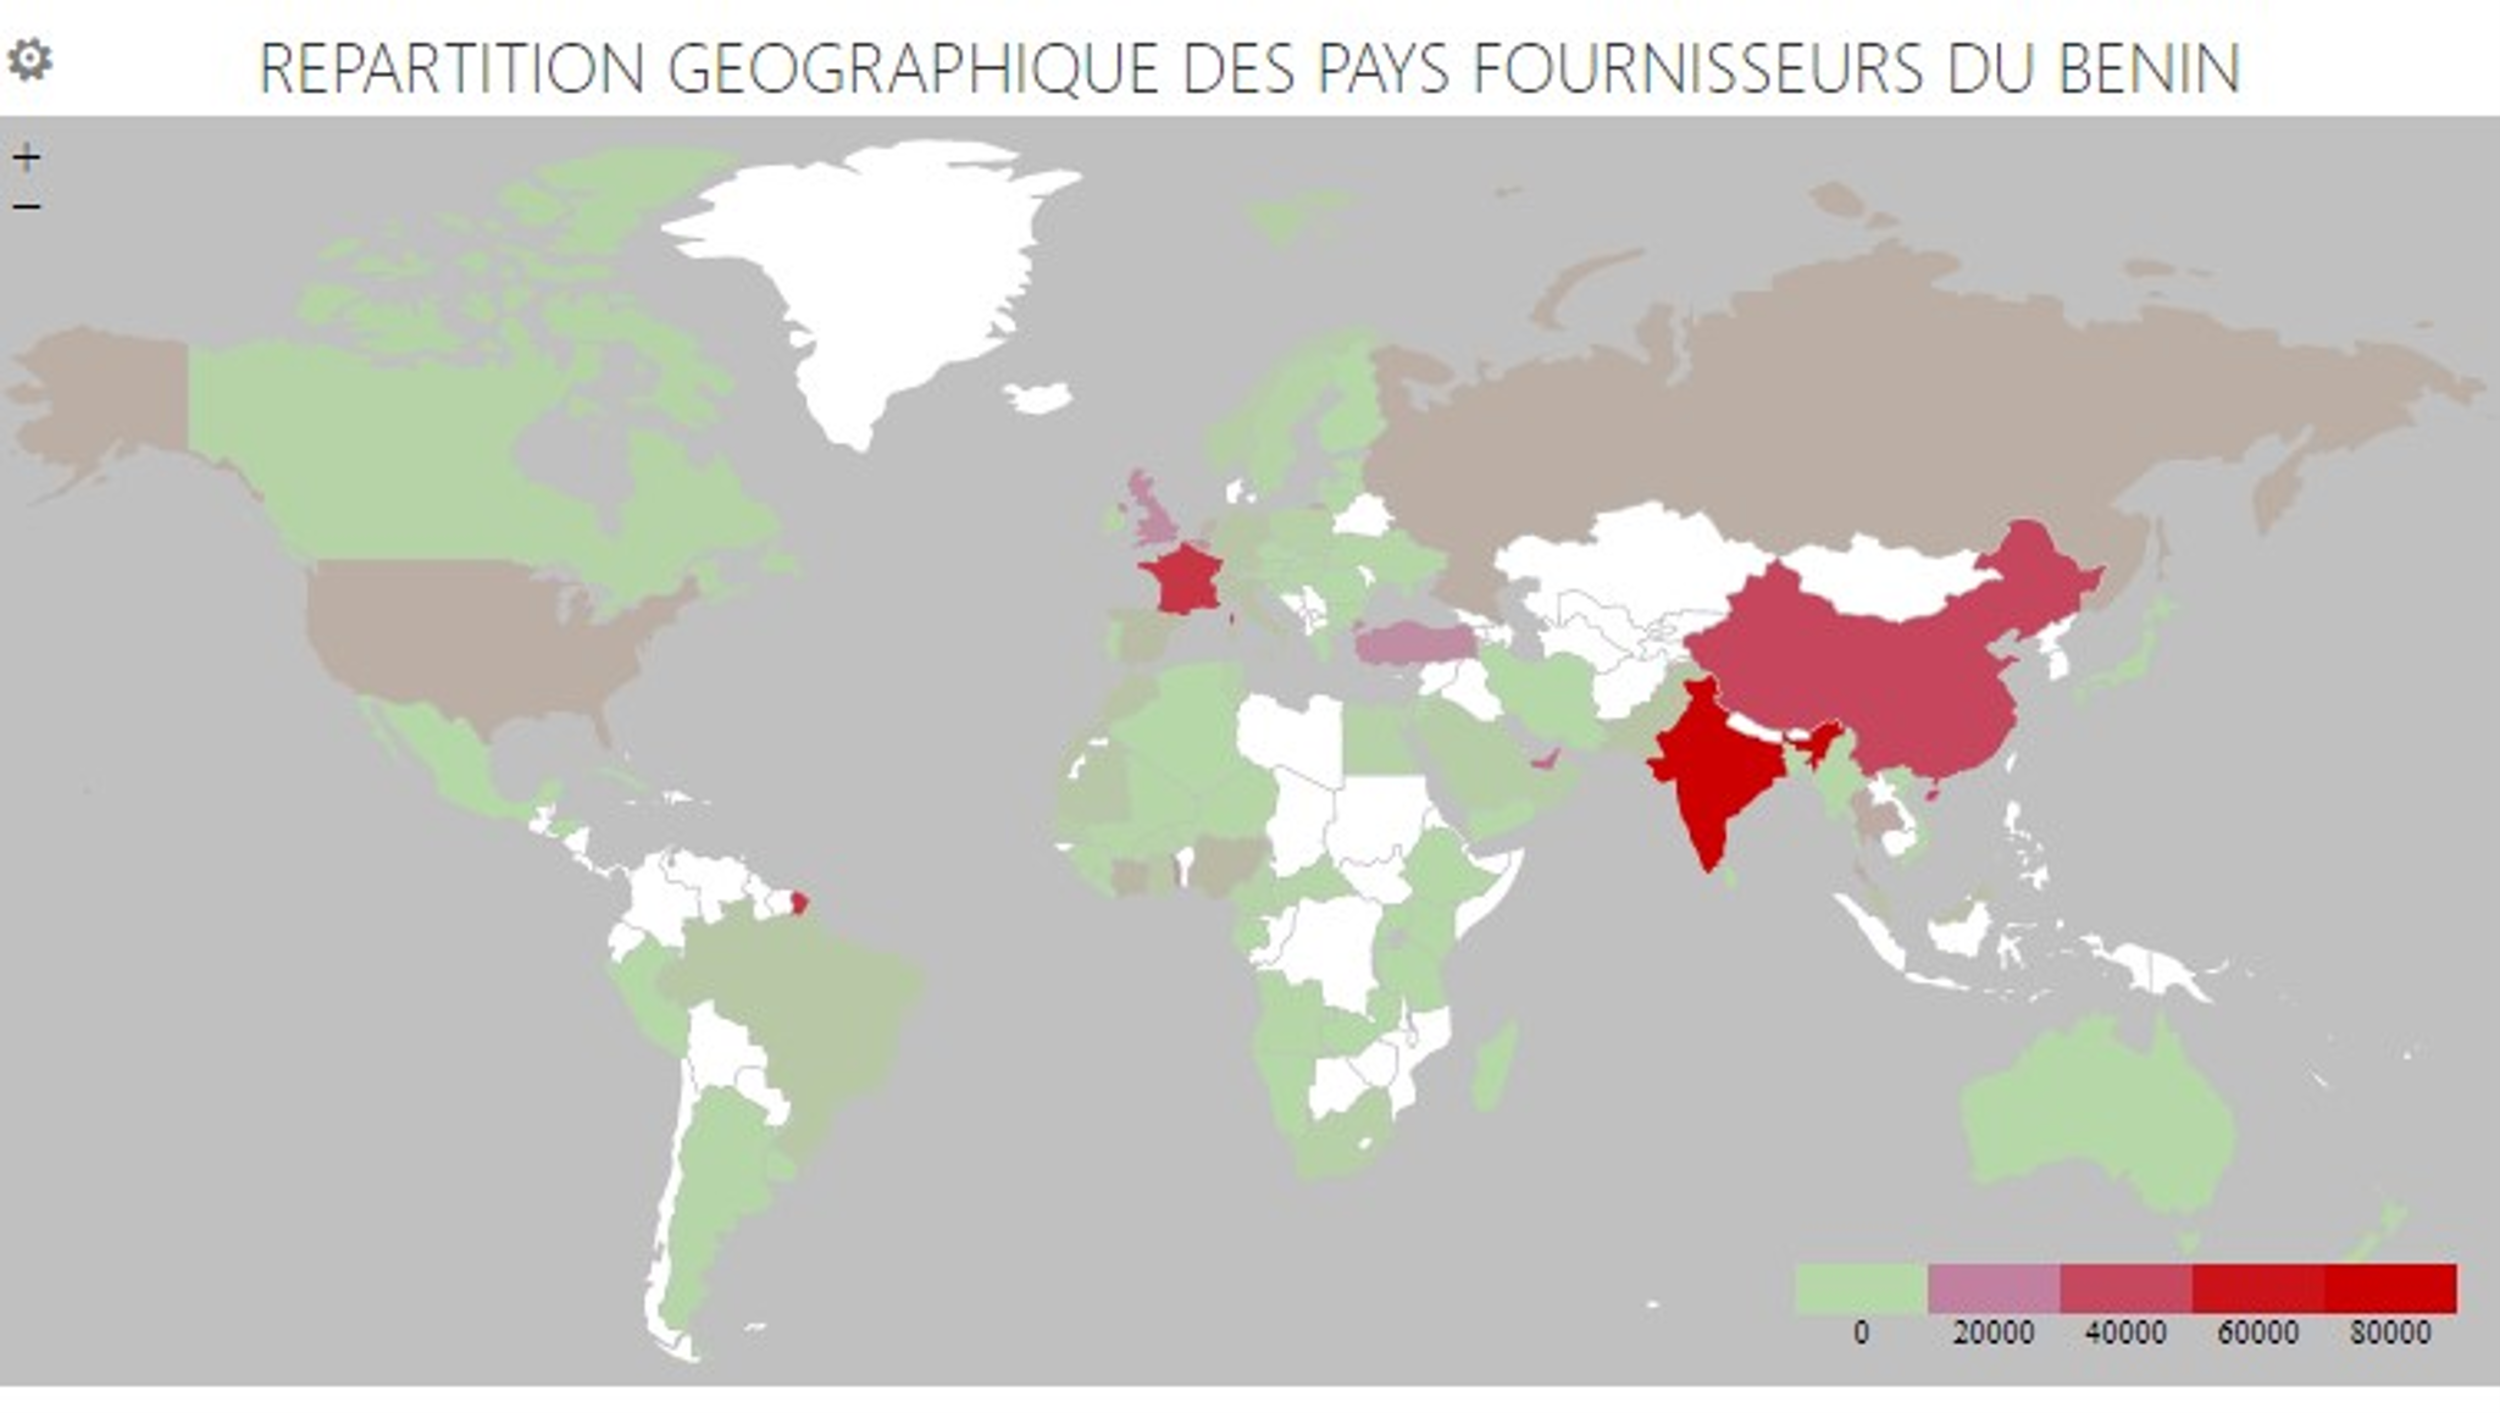 REPARTITION GEOGRAPHIQUE DES PAYS FOURNISSEURS DU BENIN
+
−
0 20000 40000 60000 80000